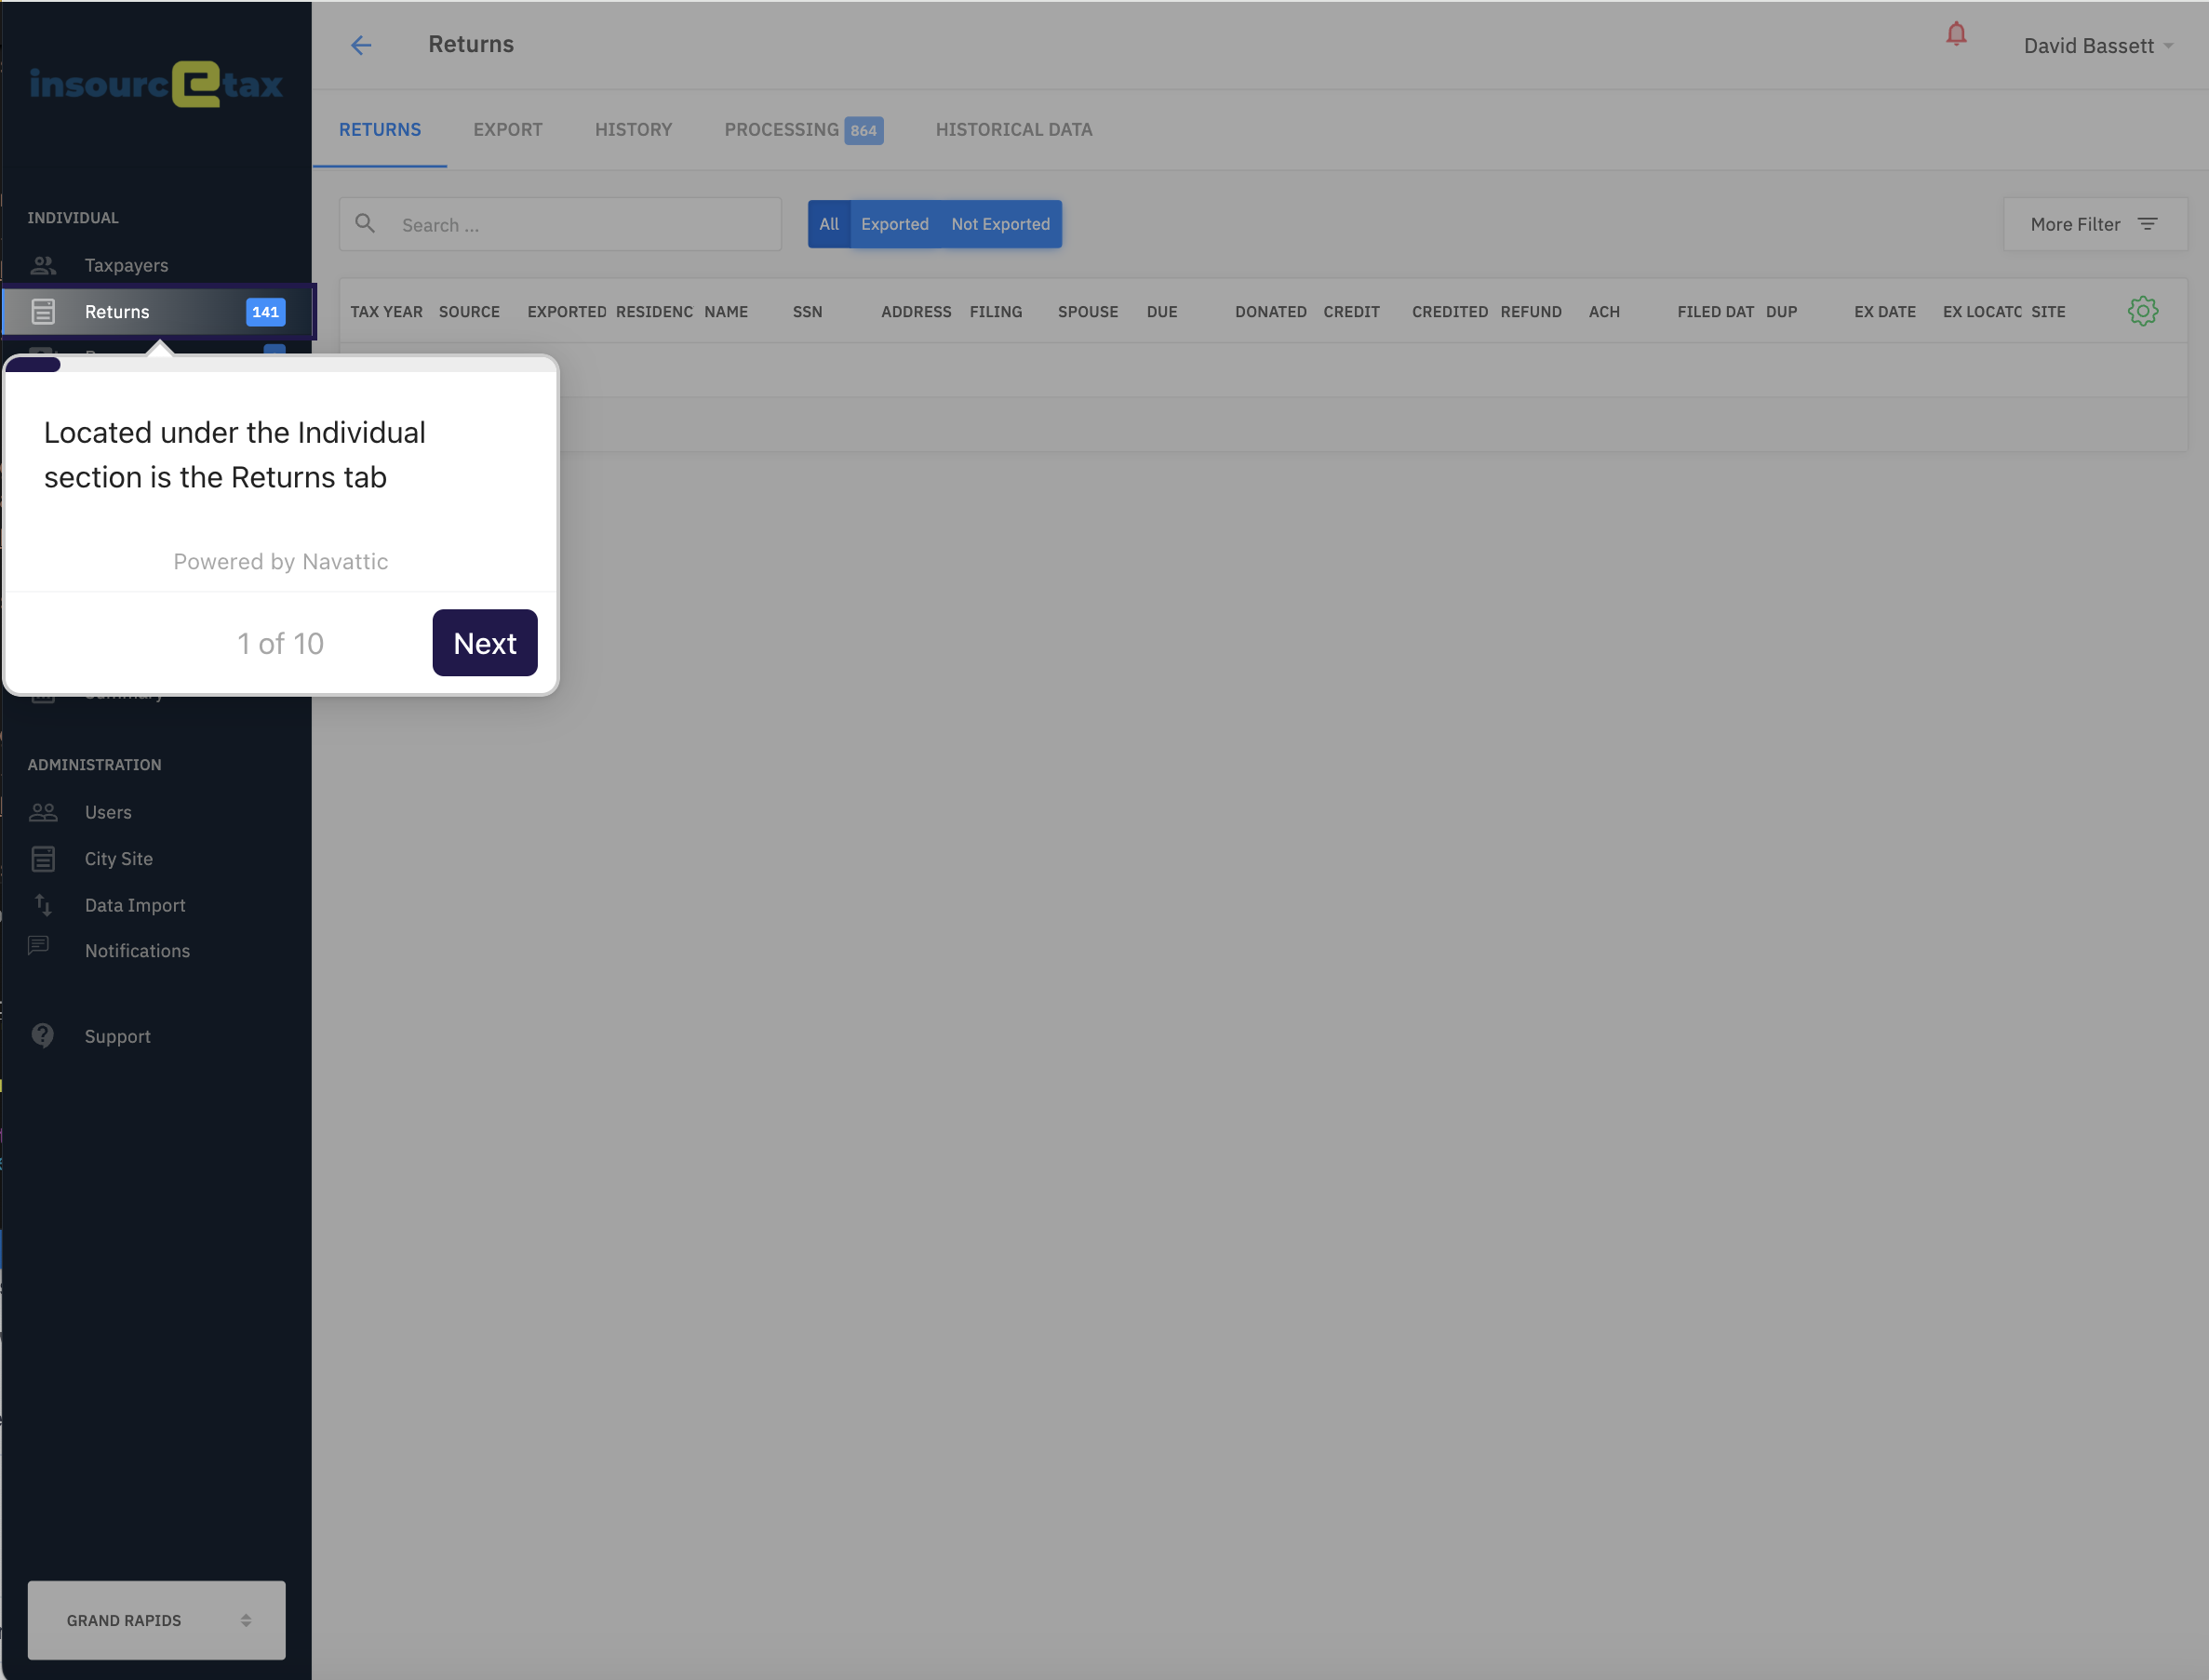 insourcetax
Returns
David Bassett
RETURNS EXPORT HISTORY PROCESSING 864 HISTORICAL DATA
Search ...
All Exported Not Exported
More Filter
INDIVIDUAL
Taxpayers
Returns 141
TAX YEAR SOURCE EXPORTED RESIDENC NAME SSN ADDRESS FILING SPOUSE DUE DONATED CREDIT CREDITED REFUND ACH FILED DAT DUP EX DATE EX LOCATC SITE
Located under the Individual
section is the Returns tab
Powered by Navattic
1 of 10
Next
Summary
ADMINISTRATION
Users
City Site
Data Import
Notifications
Support
GRAND RAPIDS